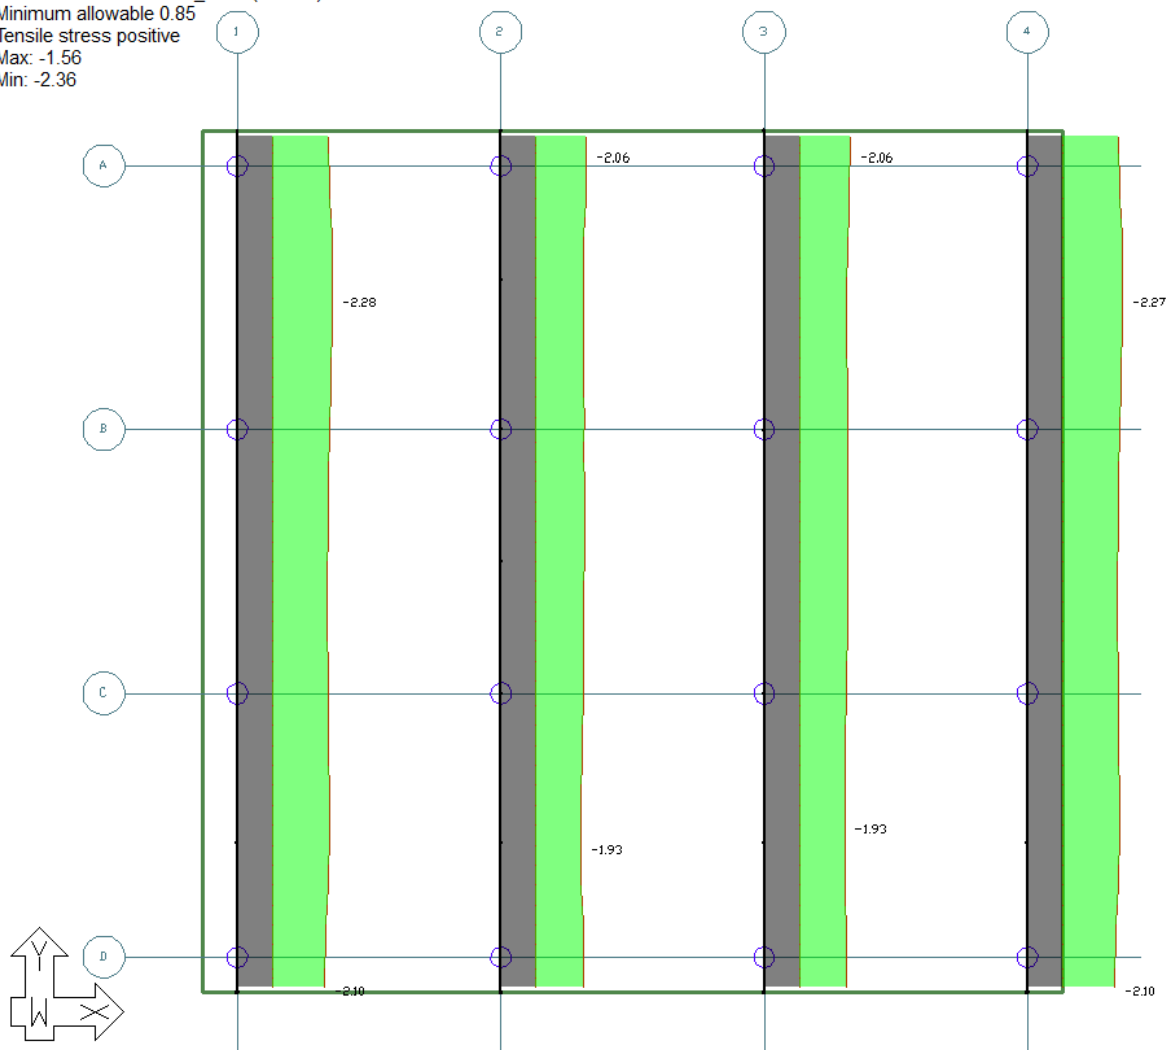 Minimum allowable 0.85
Tensile stress positive
Max: -1.56
Min: -2.36
1
2
3
4
A
-2.06
-2.06
-2.28
-2.27
B
C
-1.93
-1.93
D
-2.10
-2.10
Y
X